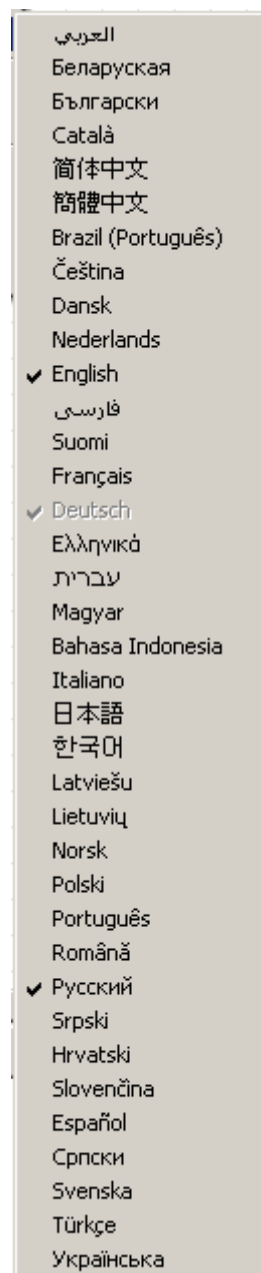 العربي
Беларуская
Български
Català
简体中文
簡體中文
Brazil (Português)
Čeština
Dansk
Nederlands
English
فارسى
Suomi
Français
Deutsch
Ελληνικά
עברית
Magyar
Bahasa Indonesia
Italiano
日本語
한국어
Latviešu
Lietuvių
Norsk
Polski
Português
Română
Русский
Srpski
Hrvatski
Slovenčina
Español
Српски
Svenska
Türkçe
Українська